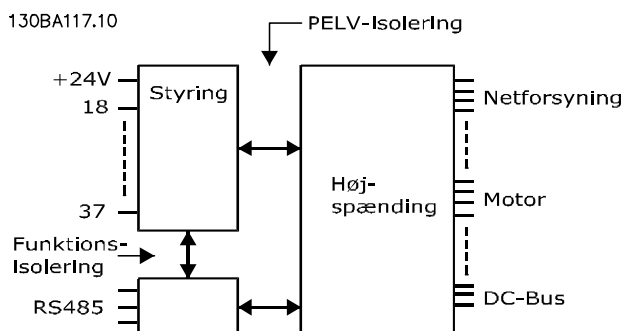 130BA117.10
PELV-Isolering
+24V
Styring
18
Netforsyning
Høj-
spænding
37
Motor
Funktions-
Isolering
RS485
DC-Bus